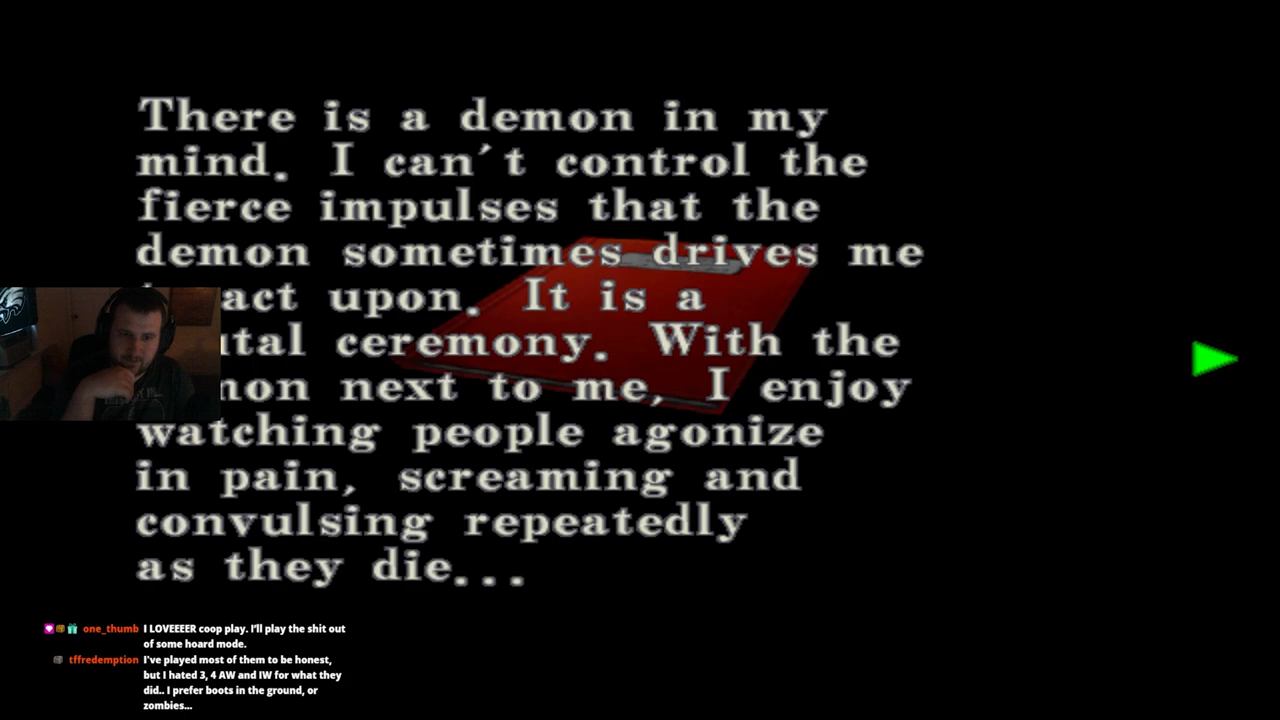 There is a demon in my
mind. I can´t control the
fierce impulses that the
demon sometimes drives me
act upon. It is a
ceremony. With the
next to me, I enjoy
watching people agonize
in pain, screaming and
convulsing repeatedly
as they die...
one_thumb I LOVEEEER coop play. I'll play the shit out
of some hoard mode.
tffredemption I've played most of them to be honest,
but I hated 3, 4 AW and IW for what they
did.. I prefer boots in the ground, or
zombies...